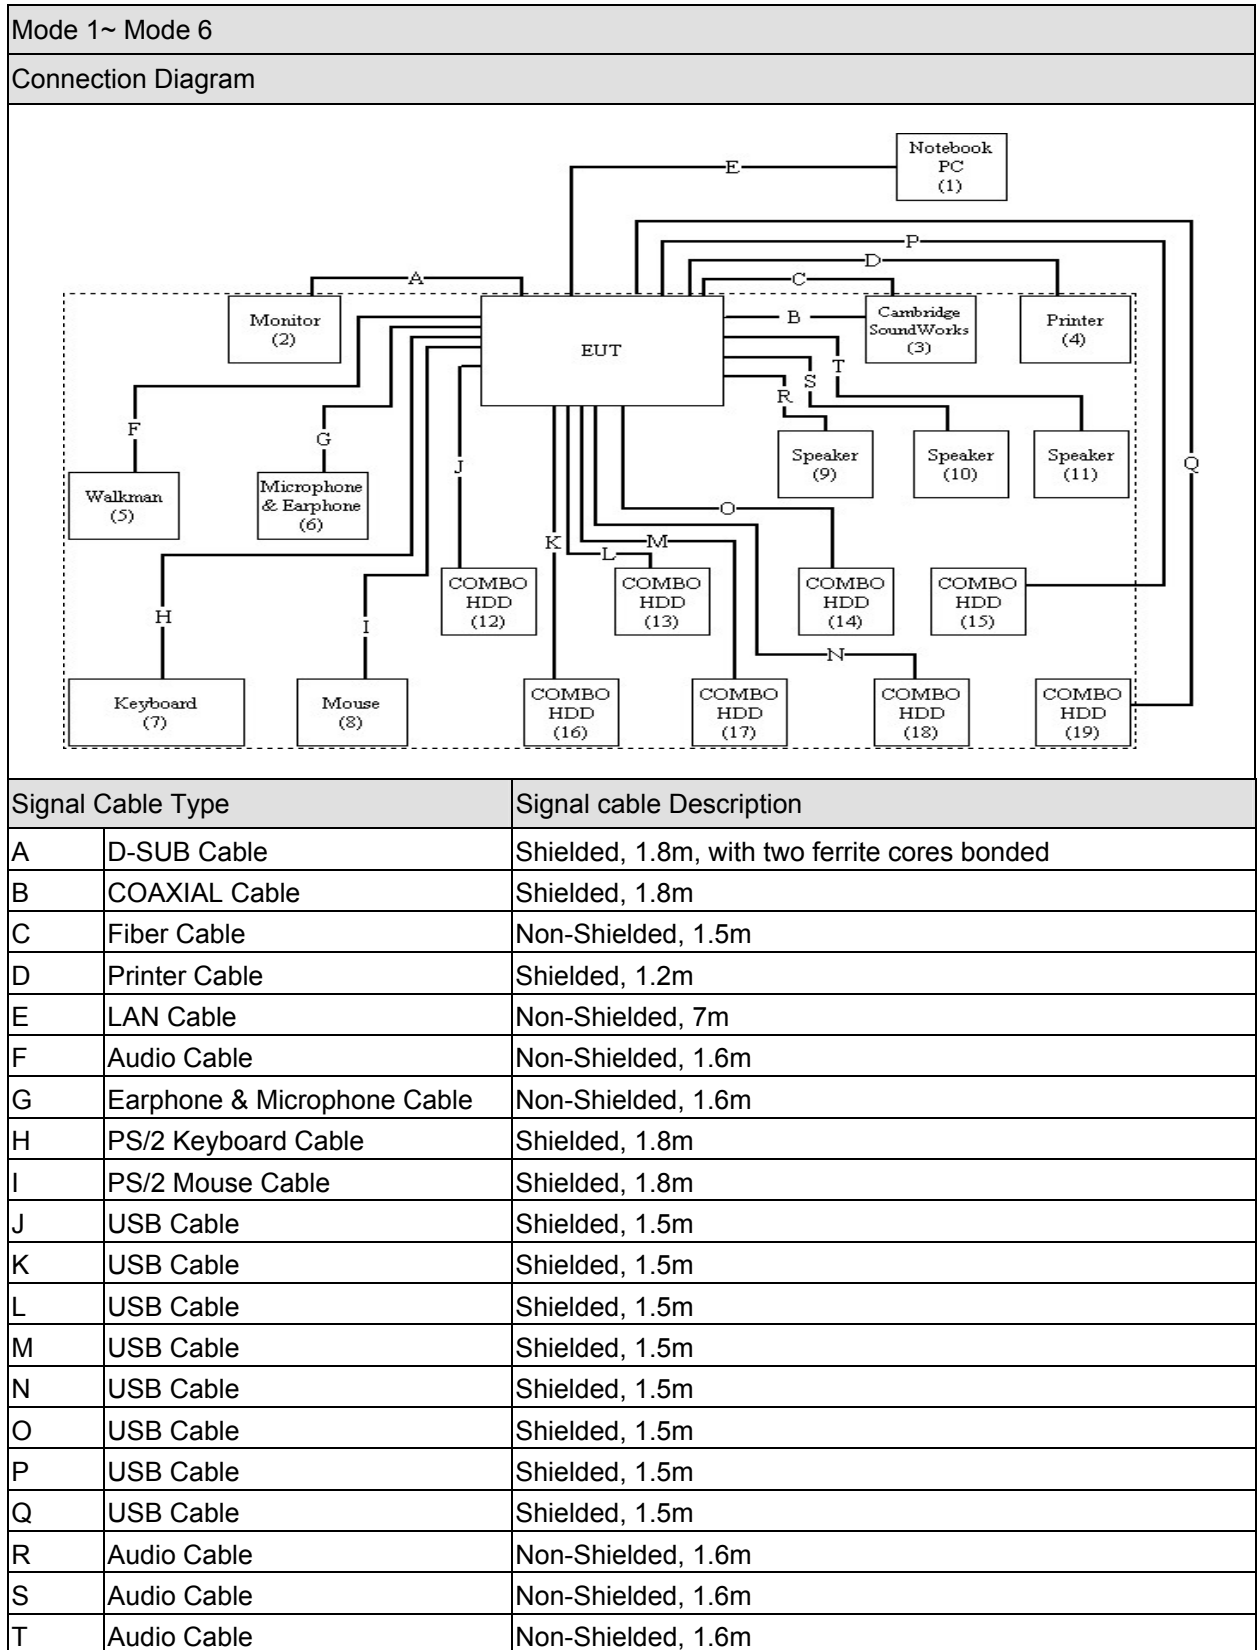 Mode 1~ Mode 6
Connection Diagram
Notebook
PC
(1)
E
P
D
A
C
Monitor
(2)
EUT
B
Cambridge
SoundWorks
(3)
Printer
(4)
T
S
R
F
G
J
Speaker
(9)
Speaker
(10)
Speaker
(11)
Q
Walkman
(5)
Microphone
& Earphone
(6)
O
K
L
M
COMBO
HDD
(12)
COMBO
HDD
(13)
COMBO
HDD
(14)
COMBO
HDD
(15)
H
I
N
Keyboard
(7)
Mouse
(8)
COMBO
HDD
(16)
COMBO
HDD
(17)
COMBO
HDD
(18)
COMBO
HDD
(19)
Signal Cable Type Signal cable Description
A D-SUB Cable Shielded, 1.8m, with two ferrite cores bonded
B COAXIAL Cable Shielded, 1.8m
C Fiber Cable Non-Shielded, 1.5m
D Printer Cable Shielded, 1.2m
E LAN Cable Non-Shielded, 7m
F Audio Cable Non-Shielded, 1.6m
G Earphone & Microphone Cable Non-Shielded, 1.6m
H PS/2 Keyboard Cable Shielded, 1.8m
I PS/2 Mouse Cable Shielded, 1.8m
J USB Cable Shielded, 1.5m
K USB Cable Shielded, 1.5m
L USB Cable Shielded, 1.5m
M USB Cable Shielded, 1.5m
N USB Cable Shielded, 1.5m
O USB Cable Shielded, 1.5m
P USB Cable Shielded, 1.5m
Q USB Cable Shielded, 1.5m
R Audio Cable Non-Shielded, 1.6m
S Audio Cable Non-Shielded, 1.6m
T Audio Cable Non-Shielded, 1.6m